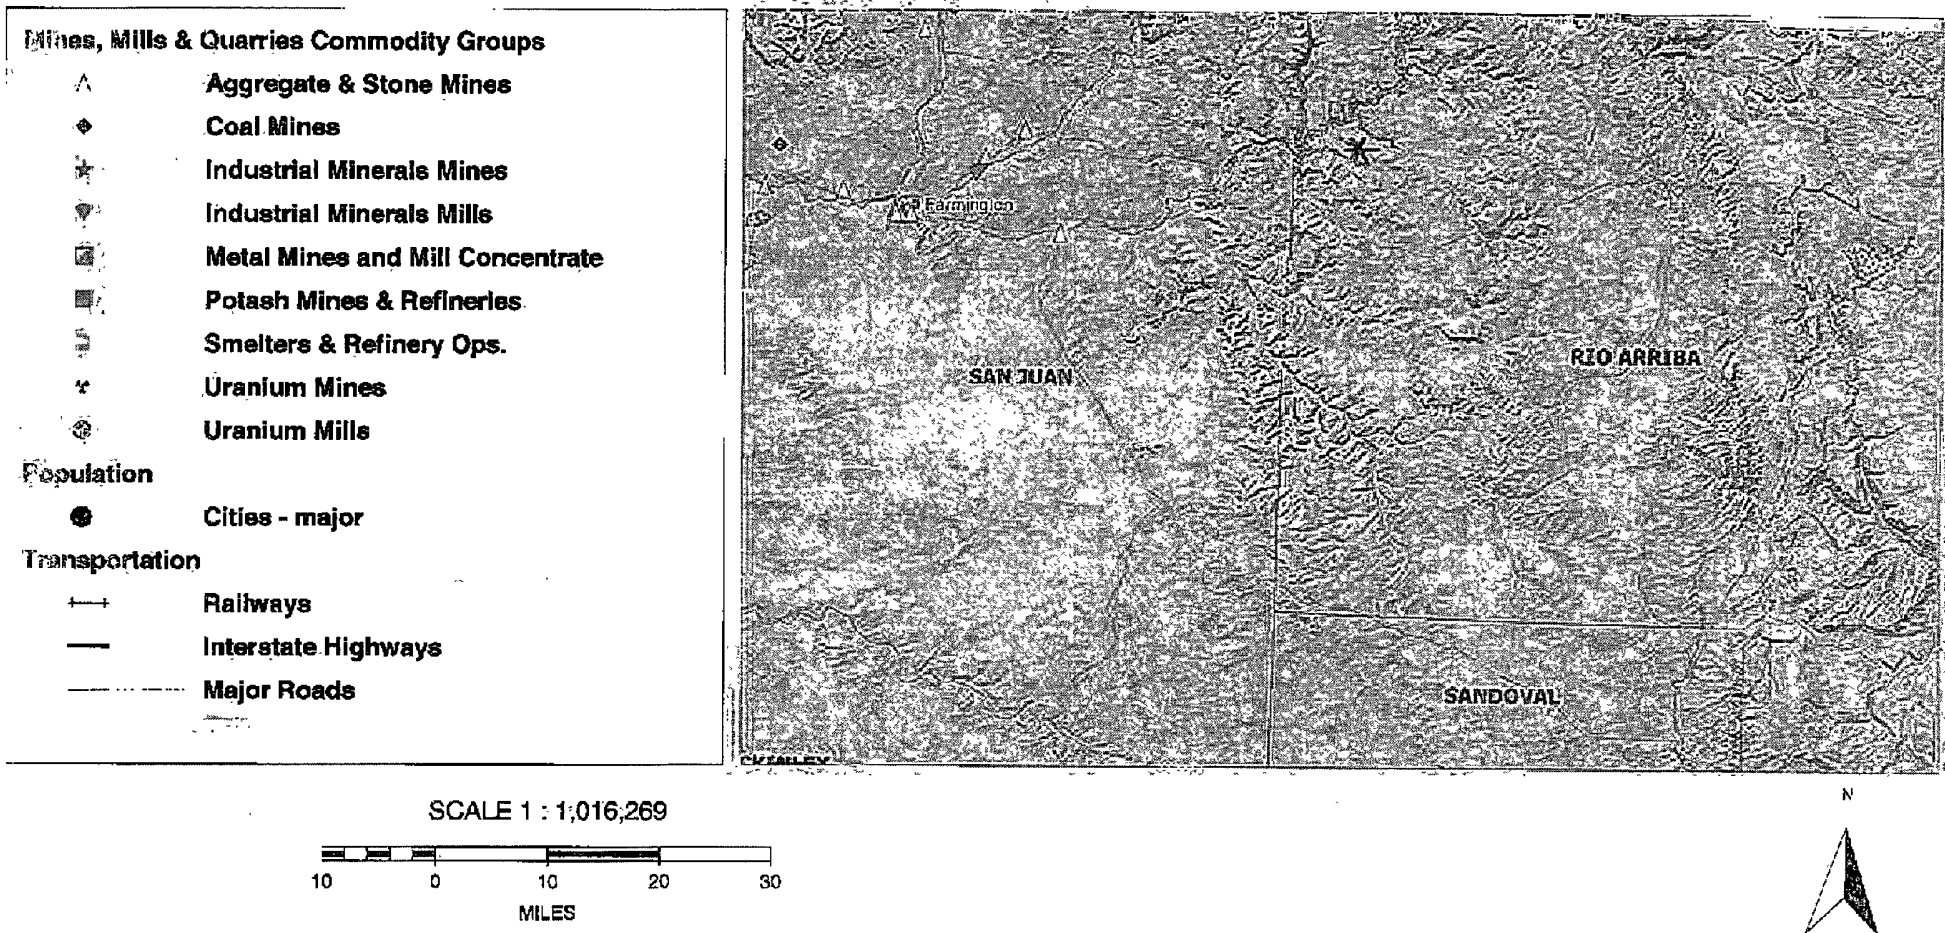 Mines, Mills & Quarries Commodity Groups
Aggregate & Stone Mines
Coal Mines
Industrial Minerals Mines
Industrial Minerals Mills
Metal Mines and Mill Concentrate
Potash Mines & Refineries
Smelters & Refinery Ops.
Uranium Mines
Uranium Mills
Population
Cities - major
Transportation
Railways
Interstate Highways
Major Roads
Farmington
SAN JUAN
RIO ARRIBA
SANDOVAL
SCALE 1 : 1,016,269
10 0 10 20 30
MILES
N